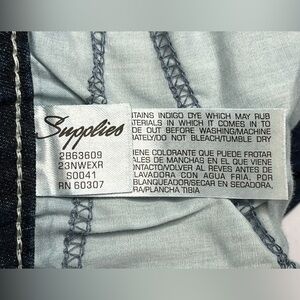 Supplies
2B63609
23NWEXR
S0041
RN 60307
TAINS INDIGO DYE WHICH MAY RUB
TERIALS IN WHICH IT COMES IN TO
DE OUT BEFORE WASHING/MACHINE
ATELY/DO NOT BLEACH/TUMBLE DRY
IENE COLORANTE QUE PUEDE FROTAR
ALES DE MANCHAS EN EL QUE VIENE
ONTACTO/VOLVER AL REVES ANTES DE
LAVADORA CON AGUA FRIA, POR
BLANQUEADOR/SECAR EN SECADORA,
RA/PLANCHA TIBIA